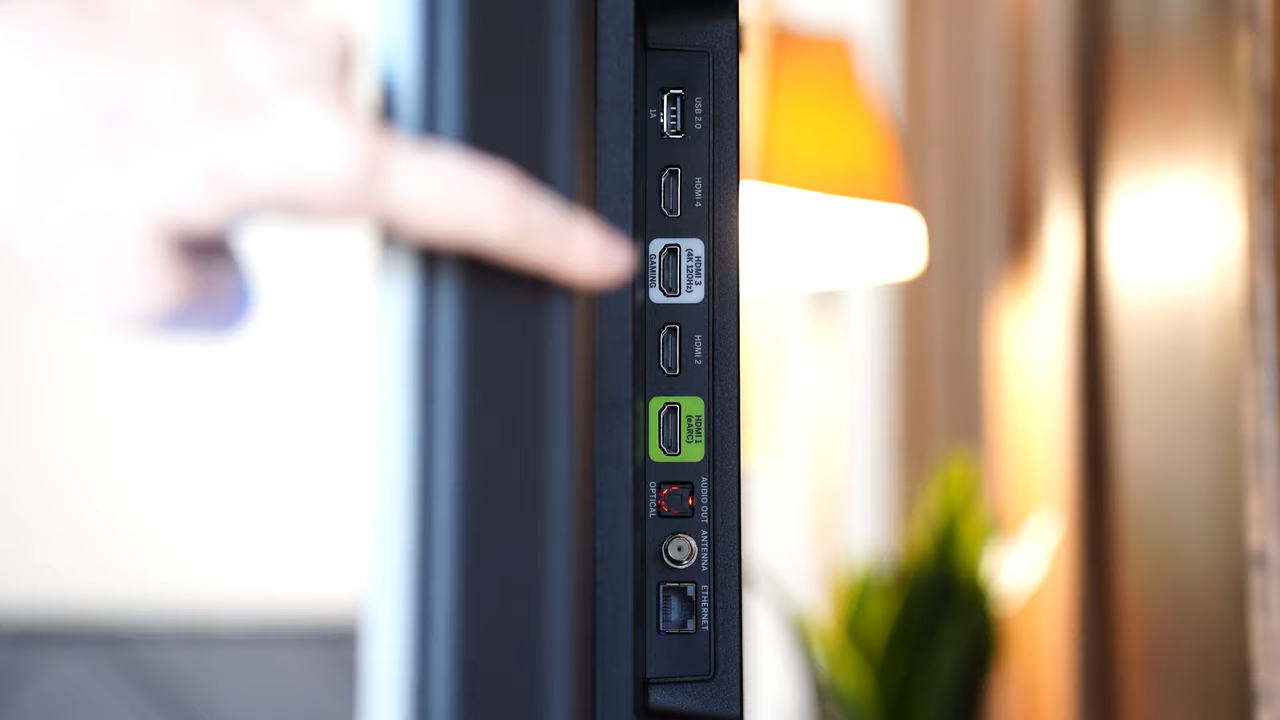 USB 2.0
1A
HDMI 4
HDMI 3
(4K 120Hz)
GAMING
HDMI 2
HDMI 1
(eARC)
AUDIO OUT
OPTICAL
ANTENNA
ETHERNET